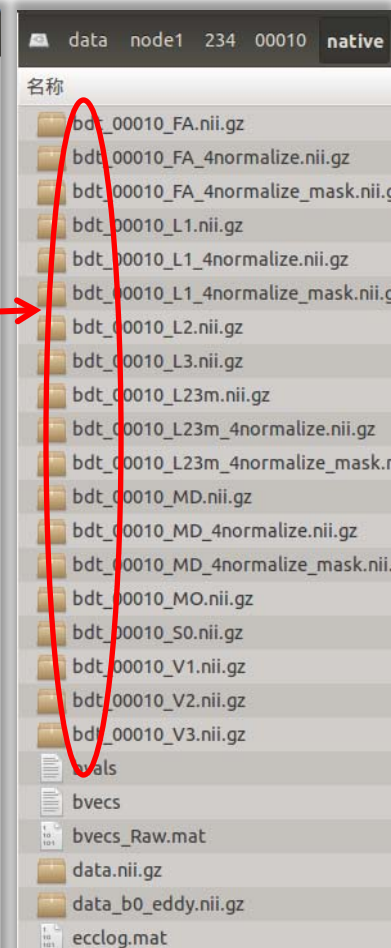 data node1 234 00010 native
名称
bdt_00010_FA.nii.gz
bdt_00010_FA_4normalize.nii.gz
bdt_00010_FA_4normalize_mask.nii.g
bdt_00010_L1.nii.gz
bdt_00010_L1_4normalize.nii.gz
bdt_00010_L1_4normalize_mask.nii.g
bdt_00010_L2.nii.gz
bdt_00010_L3.nii.gz
bdt_00010_L23m.nii.gz
bdt_00010_L23m_4normalize.nii.gz
bdt_00010_L23m_4normalize_mask.n
bdt_00010_MD.nii.gz
bdt_00010_MD_4normalize.nii.gz
bdt_00010_MD_4normalize_mask.nii.
bdt_00010_MO.nii.gz
bdt_00010_S0.nii.gz
bdt_00010_V1.nii.gz
bdt_00010_V2.nii.gz
bdt_00010_V3.nii.gz
bvals
bvecs
bvecs_Raw.mat
data.nii.gz
data_b0_eddy.nii.gz
ecclog.mat